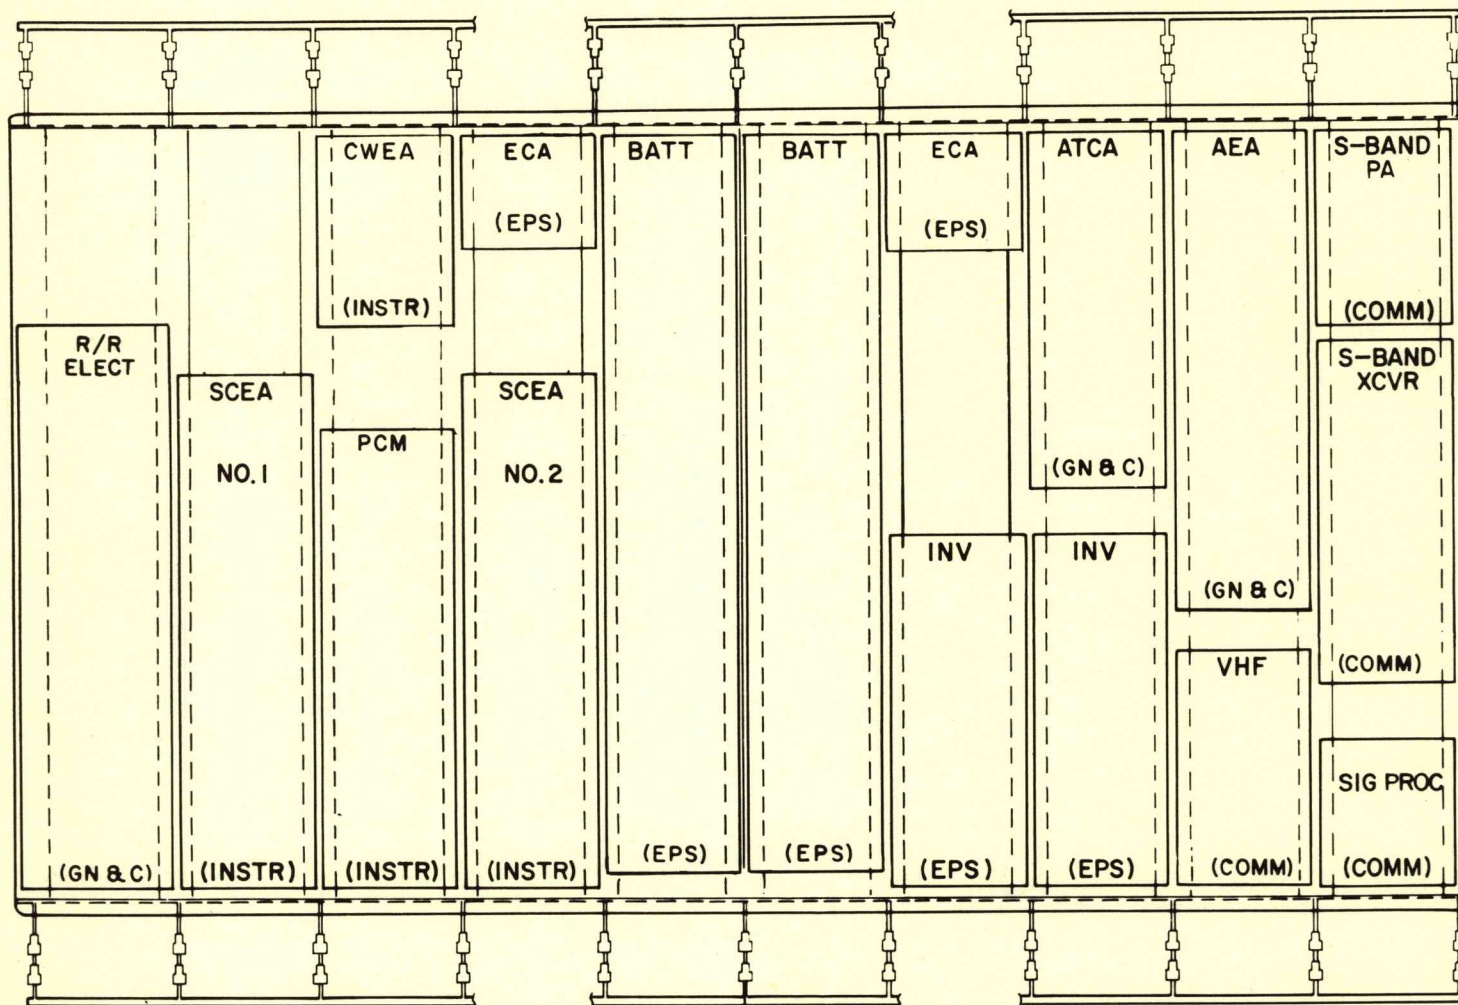 R/R
ELECT
(GN & C)
SCEA
NO. 1
(INSTR)
CWEA
(INSTR)
PCM
(INSTR)
ECA
(EPS)
SCEA
NO. 2
(INSTR)
BATT
(EPS)
BATT
(EPS)
ECA
(EPS)
INV
(EPS)
ATCA
(GN & C)
INV
(EPS)
AEA
(GN & C)
VHF
(COMM)
S-BAND
PA
(COMM)
S-BAND
XCVR
(COMM)
SIG PROC
(COMM)